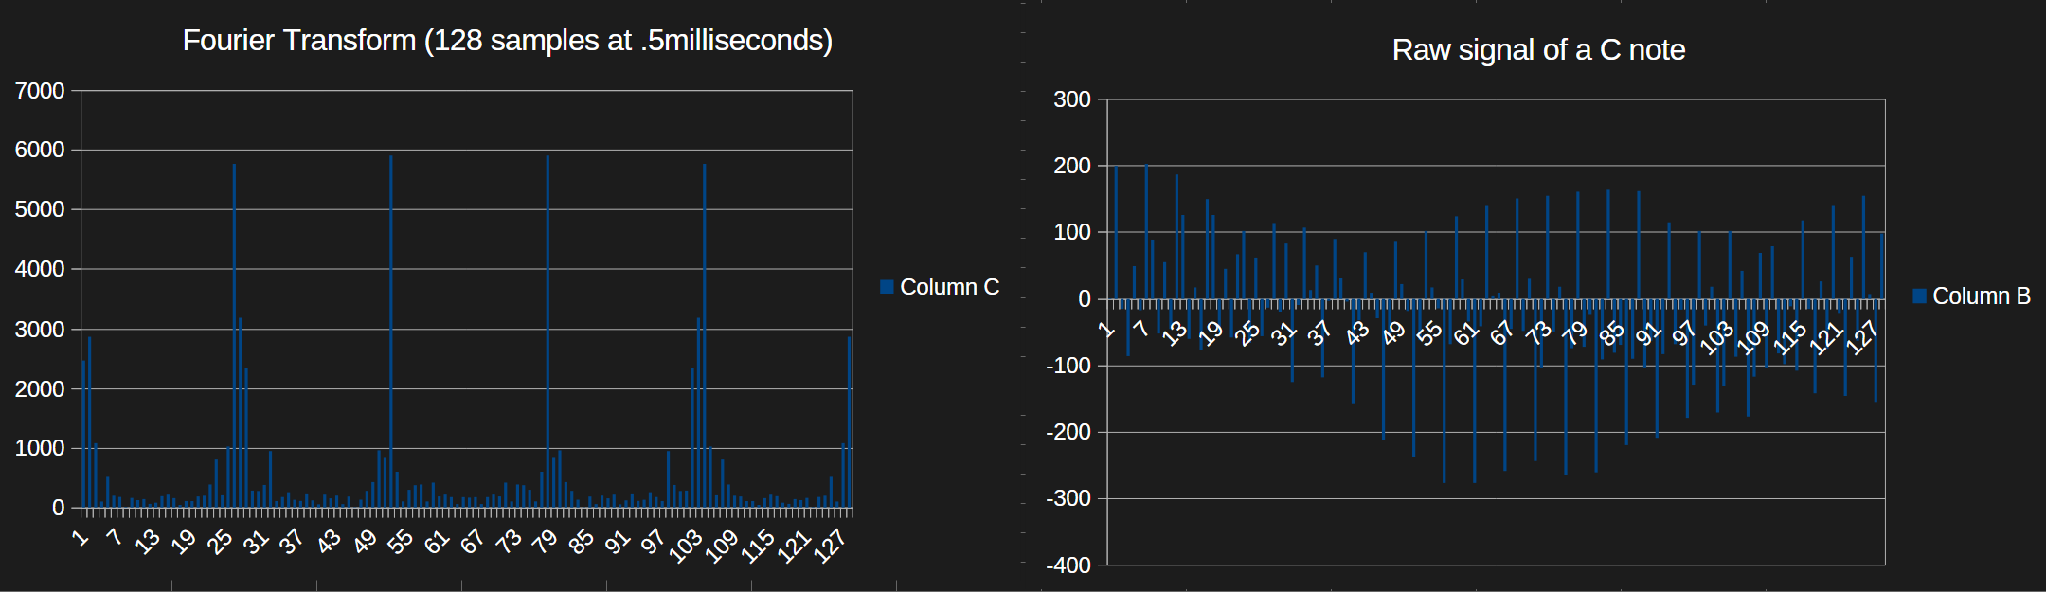 Fourier Transform (128 samples at .5milliseconds)
7000
6000
5000
4000
3000
2000
1000
0
1 7 13 19 25 31 37 43 49 55 61 67 73 79 85 91 97 103 109 115 121 127
Column C
Raw signal of a C note
300
200
100
0
-100
-200
-300
-400
1 7 13 19 25 31 37 43 49 55 61 67 73 79 85 91 97 103 109 115 121 127
Column B